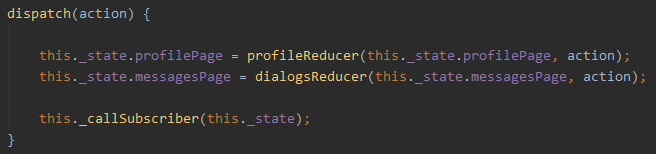 dispatch(action) {
this._state.profilePage = profileReducer(this._state.profilePage, action);
this._state.messagesPage = dialogsReducer(this._state.messagesPage, action);
this._callSubscriber(this._state);
}